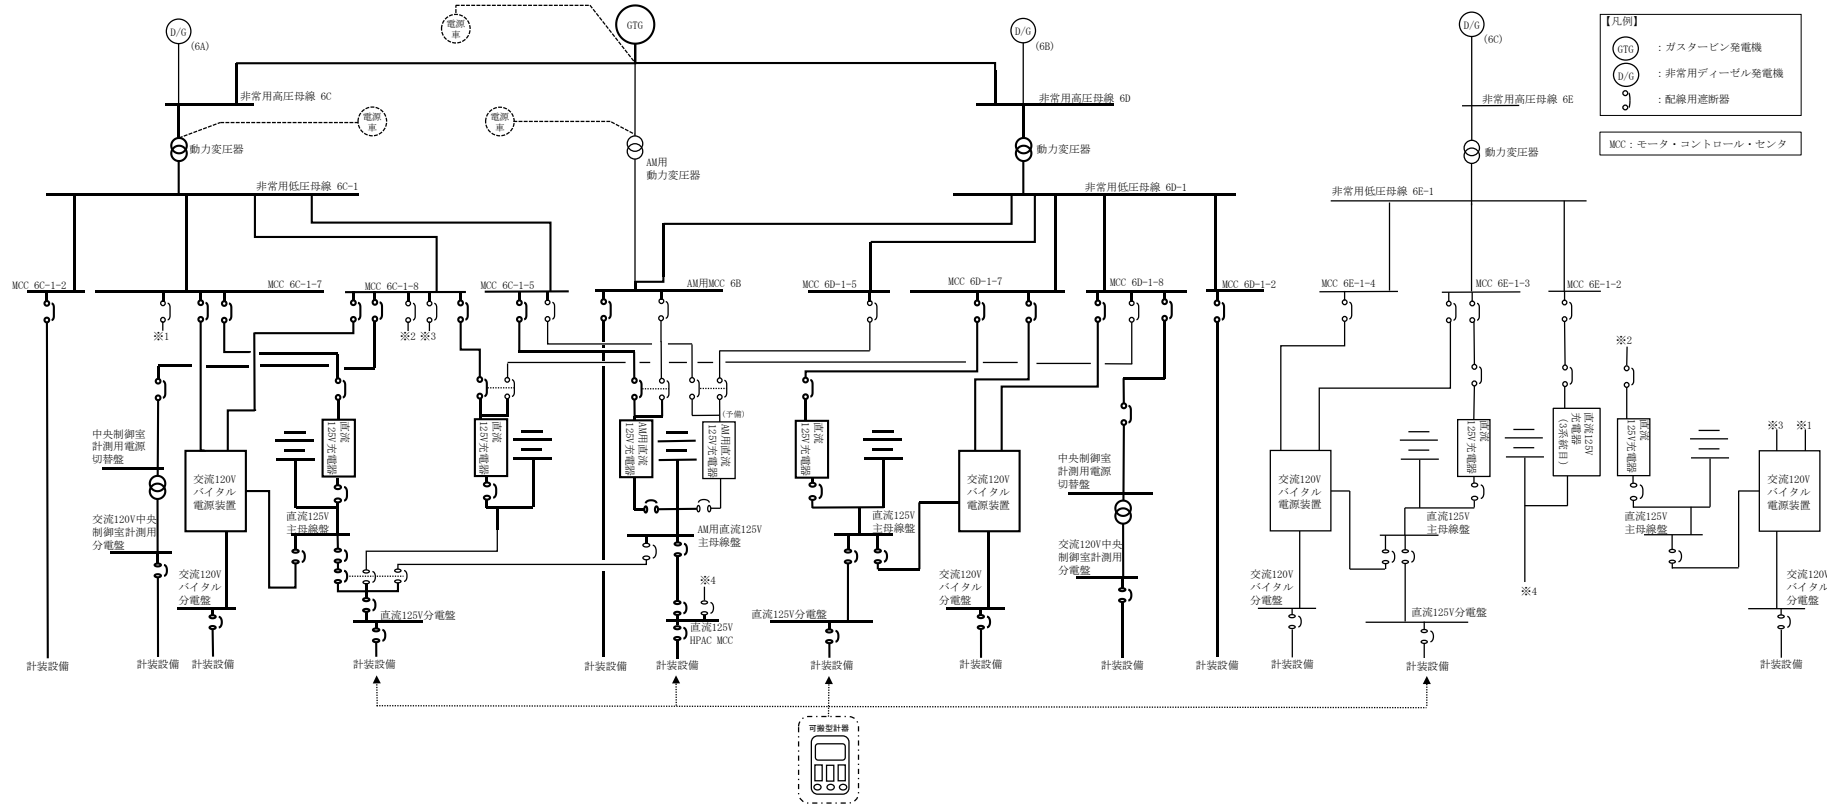 D/G
(6A)
電源
車
GTG
D/G
(6B)
D/G
(6C)
【凡例】
GTG
：ガスタービン発電機
D/G
：非常用ディーゼル発電機
：配線用遮断器
MCC：モータ・コントロール・センタ
非常用高圧母線 6C
非常用高圧母線 6D
非常用高圧母線 6E
電源
車
電源
車
動力変圧器
AM用
動力変圧器
動力変圧器
動力変圧器
非常用低圧母線 6C-1
非常用低圧母線 6D-1
非常用低圧母線 6E-1
MCC 6C-1-2
MCC 6C-1-7
MCC 6C-1-8
MCC 6C-1-5
AM用MCC 6B
MCC 6D-1-5
MCC 6D-1-7
MCC 6D-1-8
MCC 6D-1-2
MCC 6E-1-4
MCC 6E-1-3
MCC 6E-1-2
※1
※2
※3
※2
(予備)
中央制御室
計測用電源
切替盤
交流120V
バイタル
電源装置
直流
125V充電器
直流
125V充電器
AM用直流
125V充電器
AM用直流
125V充電器
直流
125V充電器
交流120V
バイタル
電源装置
中央制御室
計測用電源
切替盤
交流120V
バイタル
電源装置
直流
125V充電器
直流125V
充電器
(3系統目)
直流
125V充電器
※3
※1
交流120V
バイタル
電源装置
交流120V中央
制御室計測用
分電盤
直流125V
主母線盤
AM用直流125V
主母線盤
直流125V
主母線盤
交流120V中央
制御室計測用
分電盤
直流125V
主母線盤
直流125V
主母線盤
交流120V
バイタル
分電盤
直流125V分電盤
※4
直流125V
HPAC MCC
直流125V分電盤
交流120V
バイタル
分電盤
交流120V
バイタル
分電盤
直流125V分電盤
※4
交流120V
バイタル
分電盤
計装設備
計装設備
計装設備
計装設備
計装設備
計装設備
計装設備
計装設備
計装設備
計装設備
計装設備
計装設備
計装設備
可搬型計器